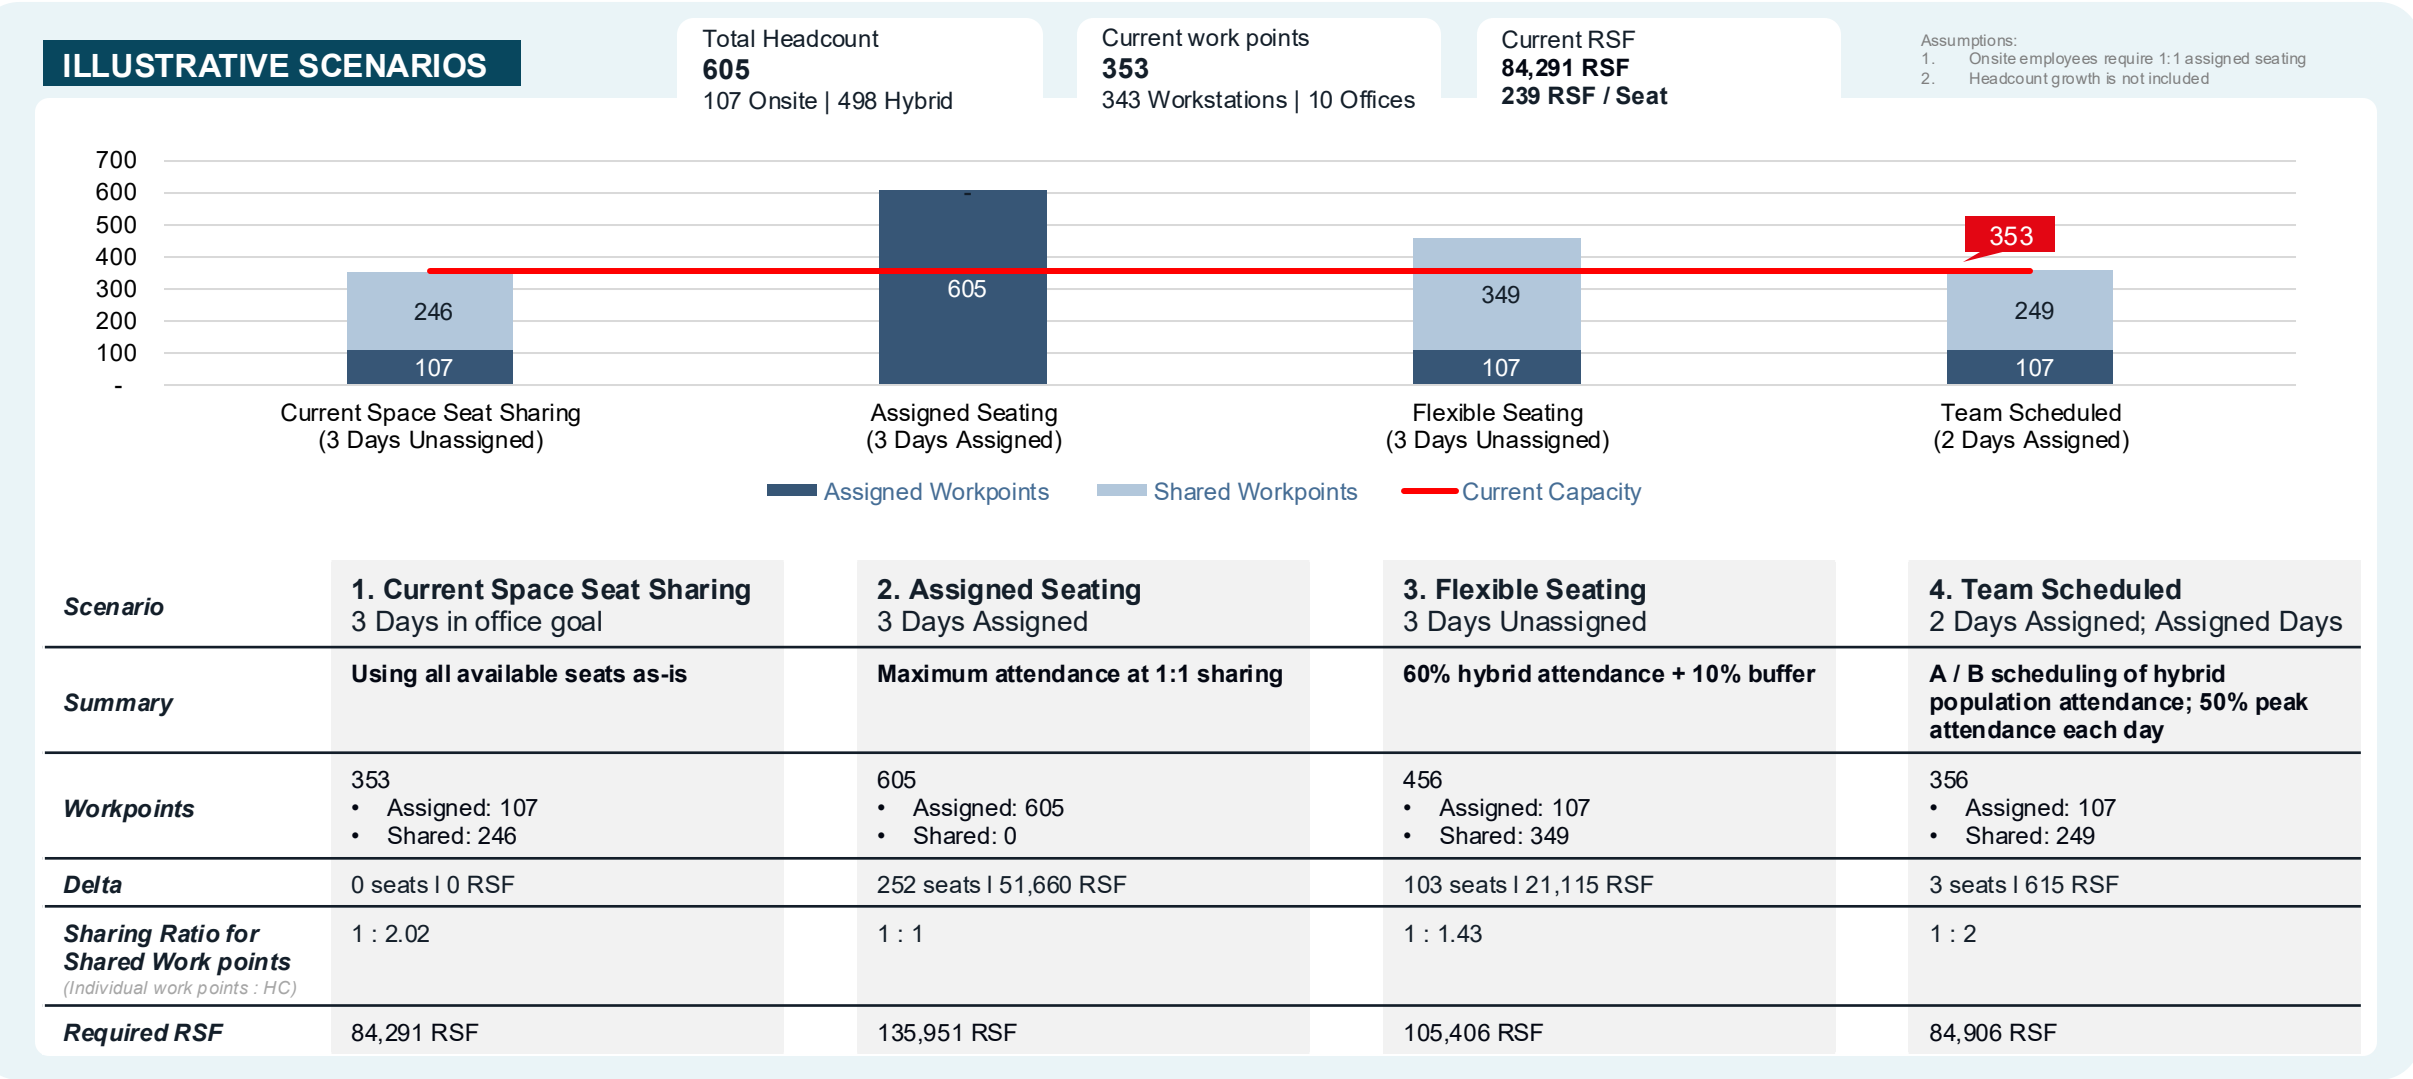 ILLUSTRATIVE SCENARIOS
Total Headcount
605
107 Onsite | 498 Hybrid
Current work points
353
343 Workstations | 10 Offices
Current RSF
84,291 RSF
239 RSF / Seat
Assumptions:
1. Onsite employees require 1:1 assigned seating
2. Headcount growth is not included
700
600
500
400
300
200
100
-
246
107
-
605
349
107
353
249
107
Current Space Seat Sharing
(3 Days Unassigned)
Assigned Seating
(3 Days Assigned)
Flexible Seating
(3 Days Unassigned)
Team Scheduled
(2 Days Assigned)
Assigned Workpoints
Shared Workpoints
Current Capacity
Scenario
1. Current Space Seat Sharing
3 Days in office goal
2. Assigned Seating
3 Days Assigned
3. Flexible Seating
3 Days Unassigned
4. Team Scheduled
2 Days Assigned; Assigned Days
Summary
Using all available seats as-is
Maximum attendance at 1:1 sharing
60% hybrid attendance + 10% buffer
A / B scheduling of hybrid
population attendance; 50% peak
attendance each day
Workpoints
353
• Assigned: 107
• Shared: 246
605
• Assigned: 605
• Shared: 0
456
• Assigned: 107
• Shared: 349
356
• Assigned: 107
• Shared: 249
Delta
0 seats l 0 RSF
252 seats l 51,660 RSF
103 seats l 21,115 RSF
3 seats l 615 RSF
Sharing Ratio for
Shared Work points
(Individual work points : HC)
1 : 2.02
1 : 1
1 : 1.43
1 : 2
Required RSF
84,291 RSF
135,951 RSF
105,406 RSF
84,906 RSF